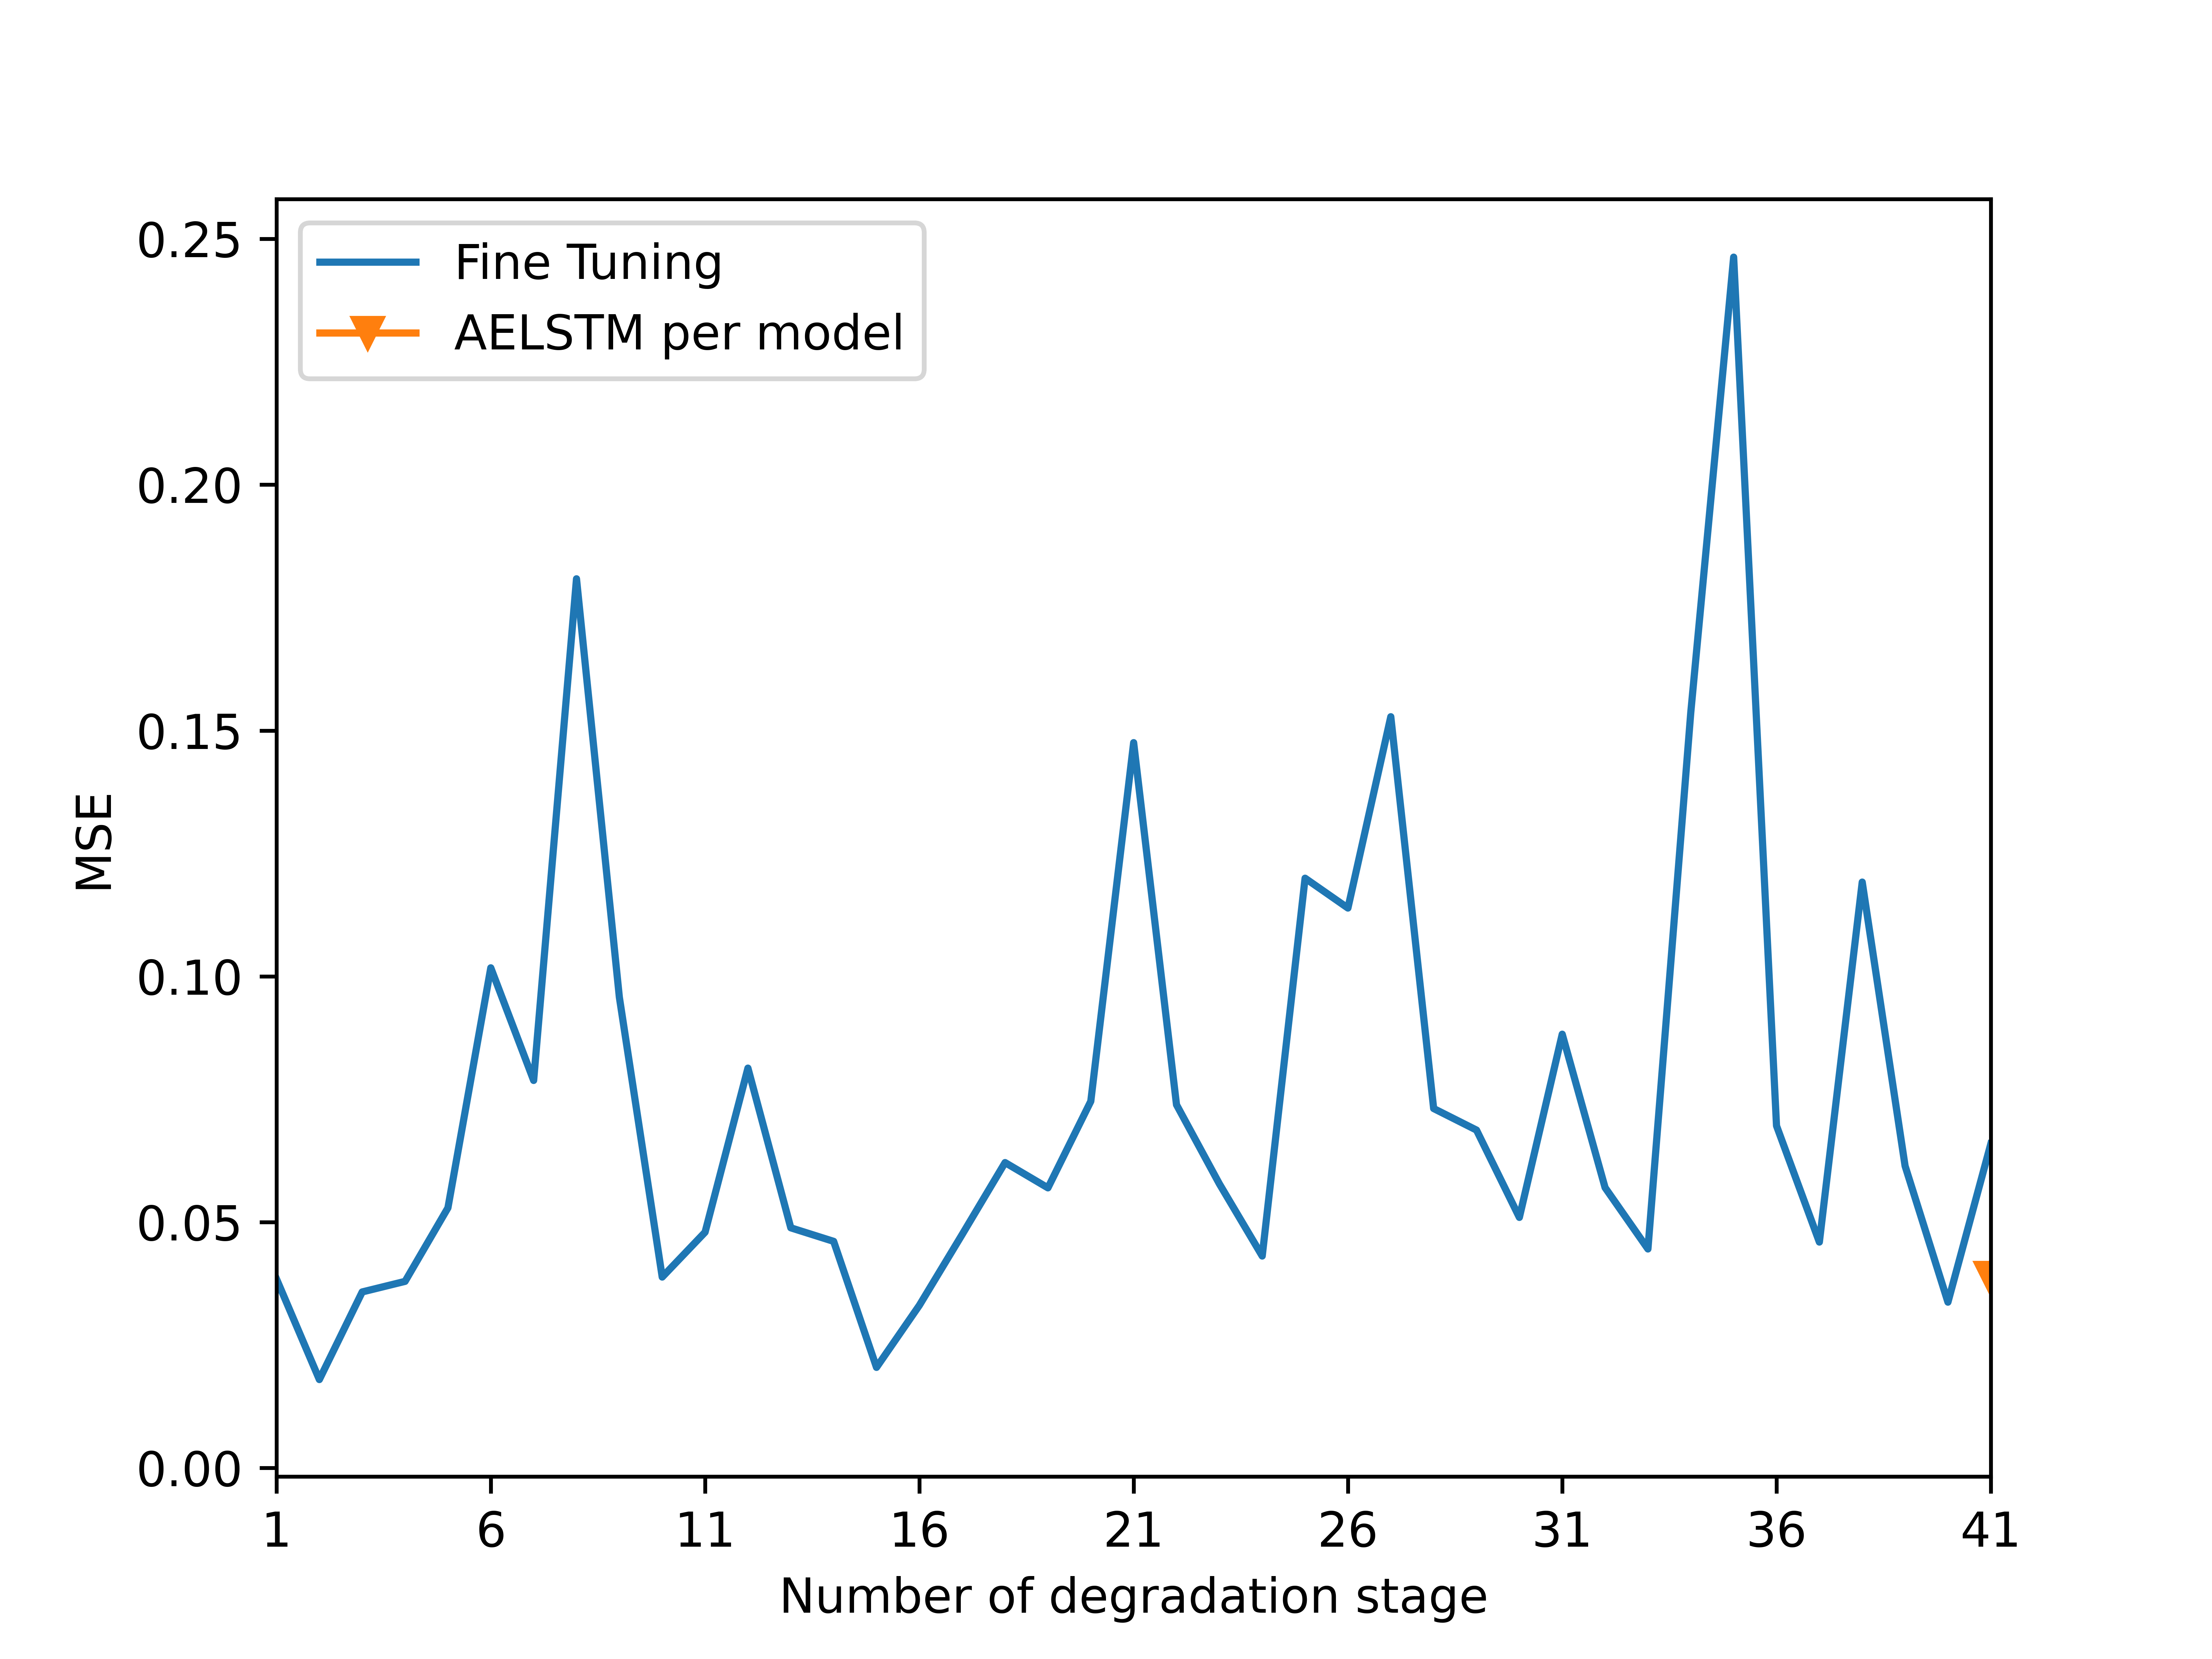 Fine Tuning
AELSTM per model
0.25
0.20
0.15
0.10
0.05
0.00
MSE
1 6 11 16 21 26 31 36 41
Number of degradation stage